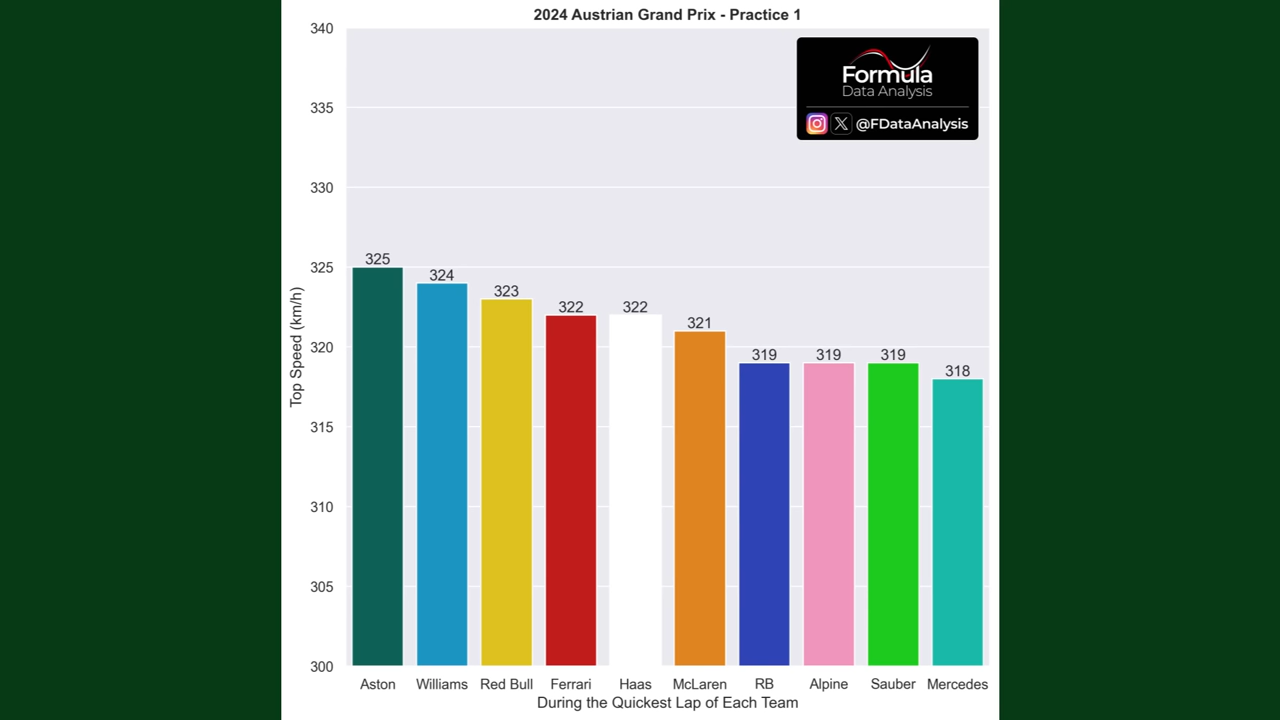 2024 Austrian Grand Prix - Practice 1
Formula
Data Analysis
@FDataAnalysis
Top Speed (km/h)
340
335
330
325
320
315
310
305
300
325
324
323
322
322
321
319
319
319
318
Aston Williams Red Bull Ferrari Haas McLaren RB Alpine Sauber Mercedes
During the Quickest Lap of Each Team